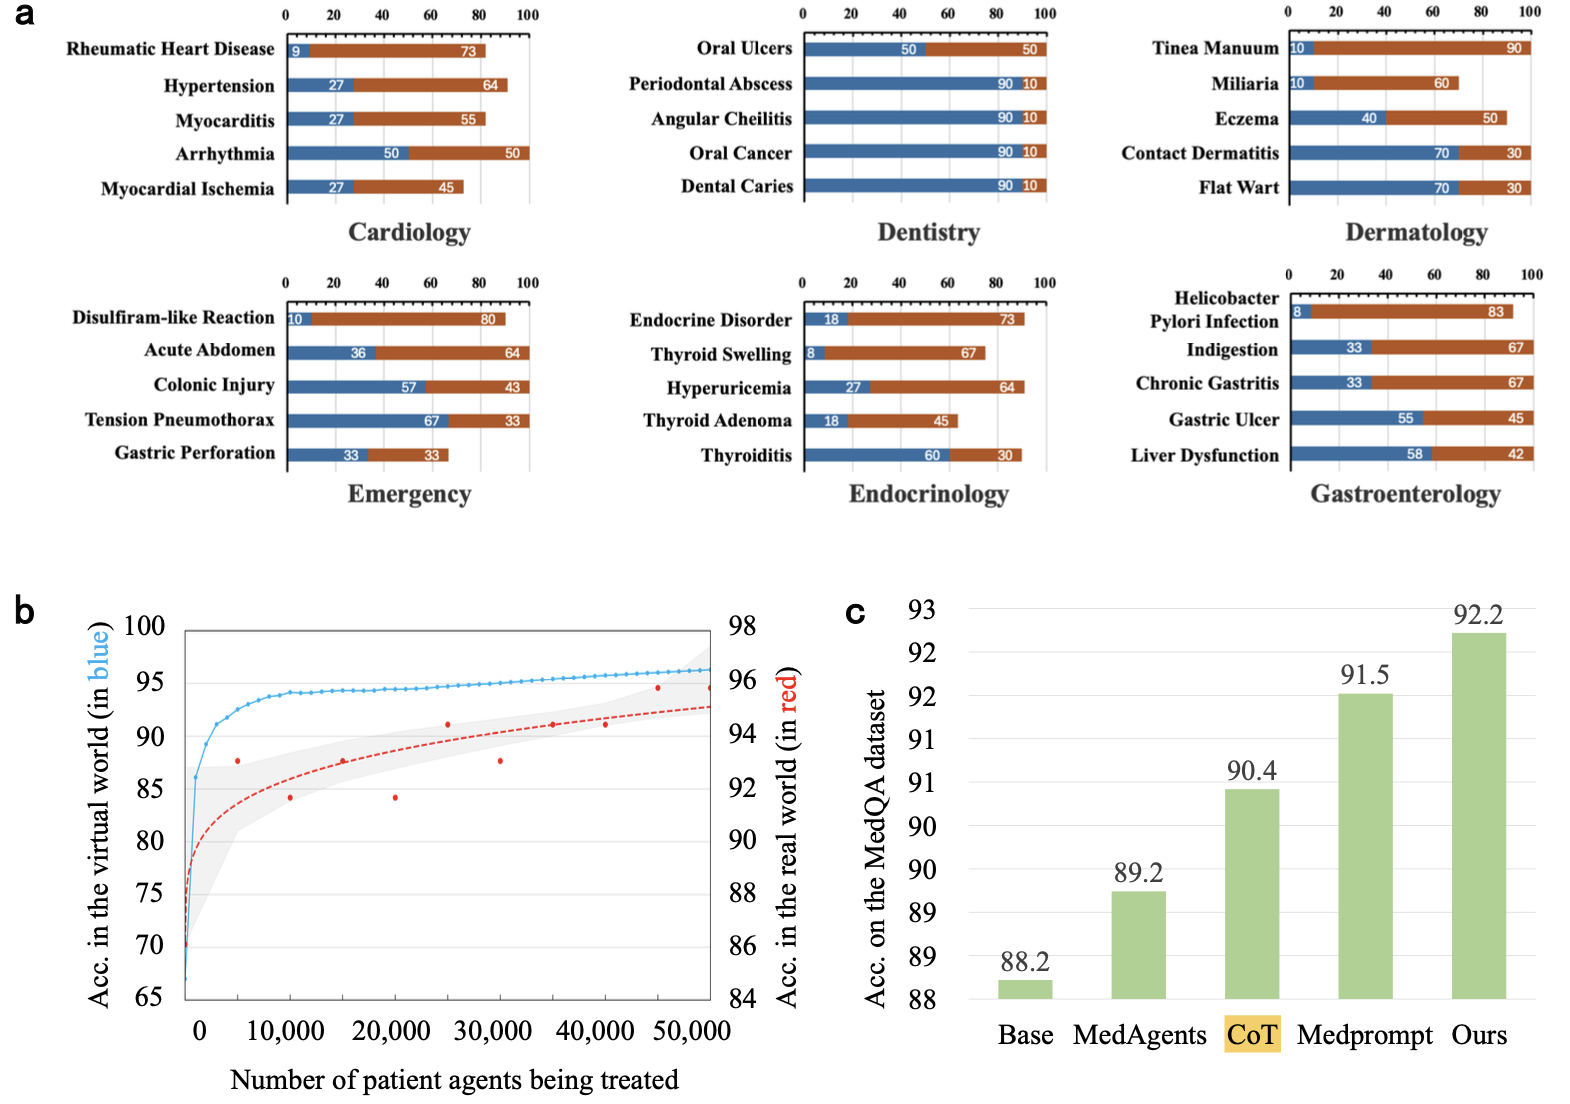 a
0 20 40 60 80 100
Rheumatic Heart Disease 9 73
Hypertension 27 64
Myocarditis 27 55
Arrhythmia 50 50
Myocardial Ischemia 27 45
Cardiology
0 20 40 60 80 100
Oral Ulcers 50 50
Periodontal Abscess 90 10
Angular Cheilitis 90 10
Oral Cancer 90 10
Dental Caries 90 10
Dentistry
0 20 40 60 80 100
Tinea Manuum 10 90
Miliaria 10 60
Eczema 40 50
Contact Dermatitis 70 30
Flat Wart 70 30
Dermatology
0 20 40 60 80 100
Disulfiram-like Reaction 10 80
Acute Abdomen 36 64
Colonic Injury 57 43
Tension Pneumothorax 67 33
Gastric Perforation 33 33
Emergency
0 20 40 60 80 100
Endocrine Disorder 18 73
Thyroid Swelling 8 67
Hyperuricemia 27 64
Thyroid Adenoma 18 45
Thyroiditis 60 30
Endocrinology
0 20 40 60 80 100
Helicobacter
Pylori Infection 8 83
Indigestion 33 67
Chronic Gastritis 33 67
Gastric Ulcer 55 45
Liver Dysfunction 58 42
Gastroenterology
b
Acc. in the virtual world (in blue)
100
95
90
85
80
75
70
65
98
96
94
92
90
88
86
84
Acc. in the real world (in red)
0 10,000 20,000 30,000 40,000 50,000
Number of patient agents being treated
c
Acc. on the MedQA dataset
93
92
92
91
91
90
90
89
89
88
88.2
89.2
90.4
91.5
92.2
Base MedAgents CoT Medprompt Ours